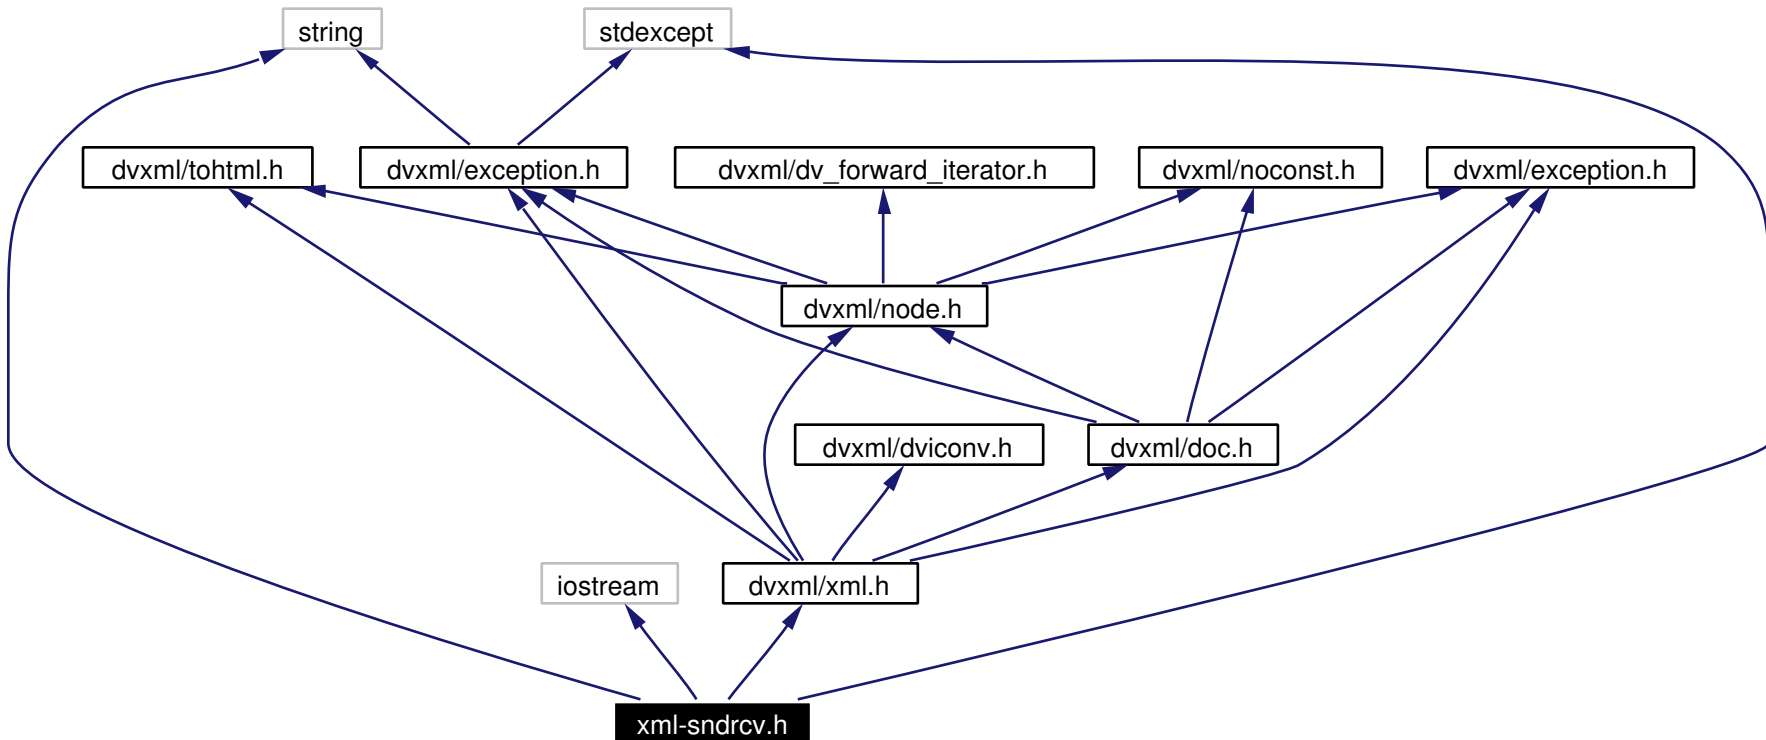 string
stdexcept
dvxml/tohtml.h
dvxml/exception.h
dvxml/dv_forward_iterator.h
dvxml/noconst.h
dvxml/exception.h
dvxml/node.h
dvxml/dviconv.h
dvxml/doc.h
iostream
dvxml/xml.h
xml-sndrcv.h